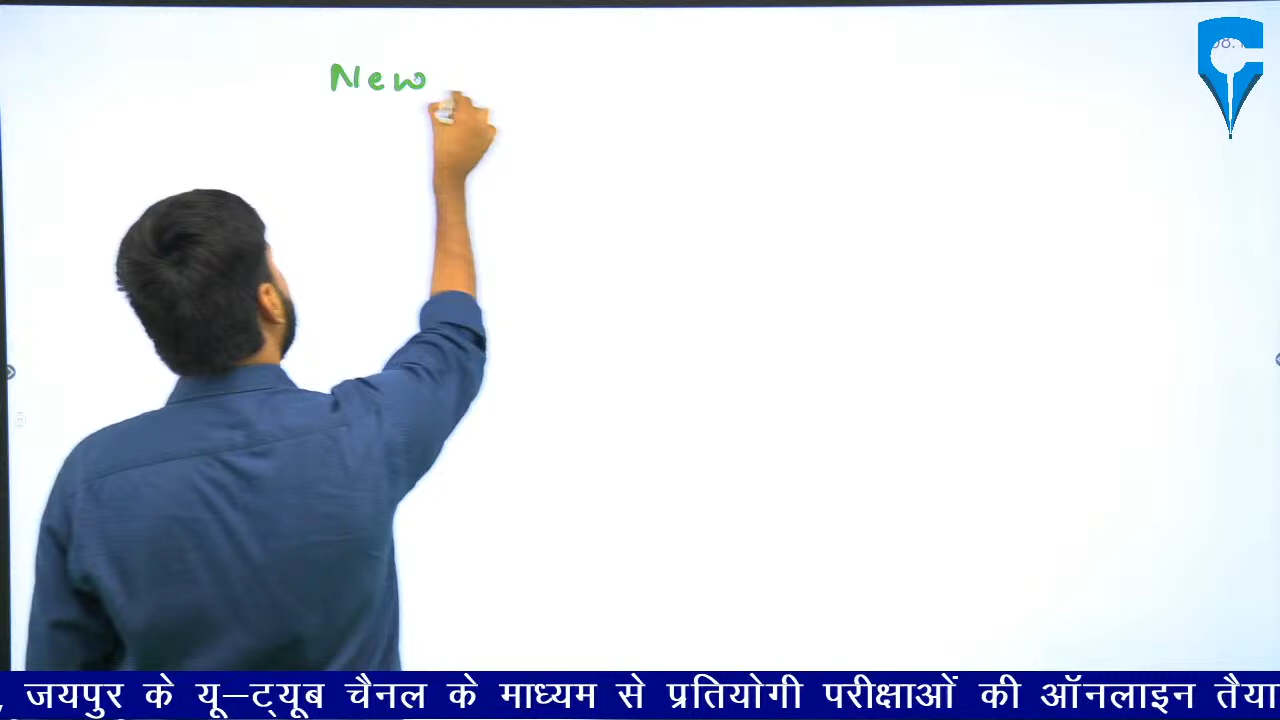 New
, जयपुर के यू–ट्यूब चैनल के माध्यम से प्रतियोगी परीक्षाओं की ऑनलाइन तैया